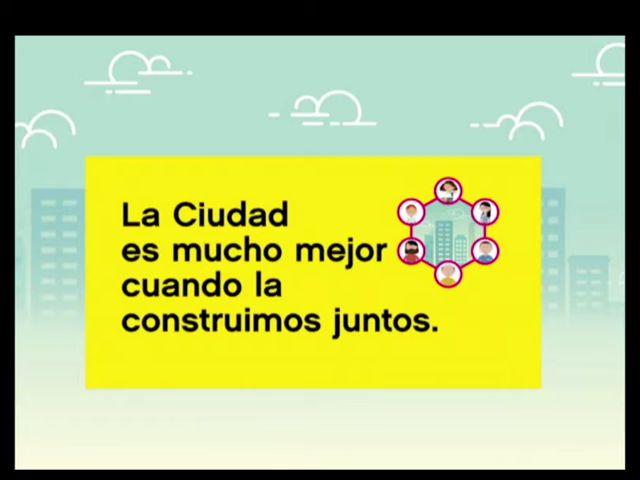 La Ciudad
es mucho mejor
cuando la
construimos juntos.